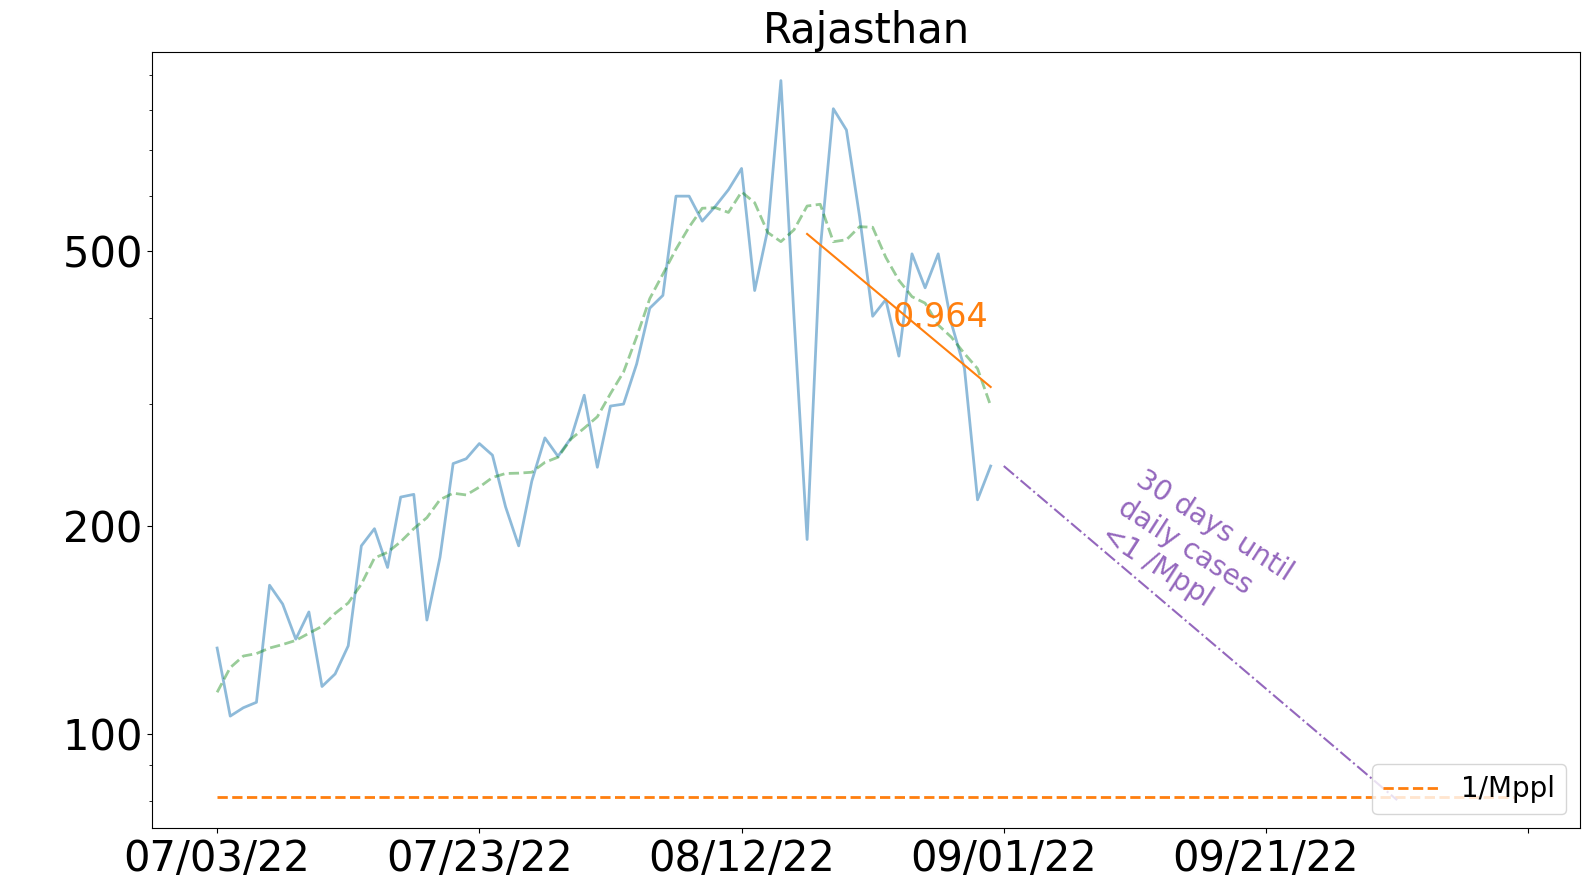 Rajasthan
500
200
100
0.964
30 days until
daily cases
<1 /Mppl
1/Mppl
07/03/22
07/23/22
08/12/22
09/01/22
09/21/22